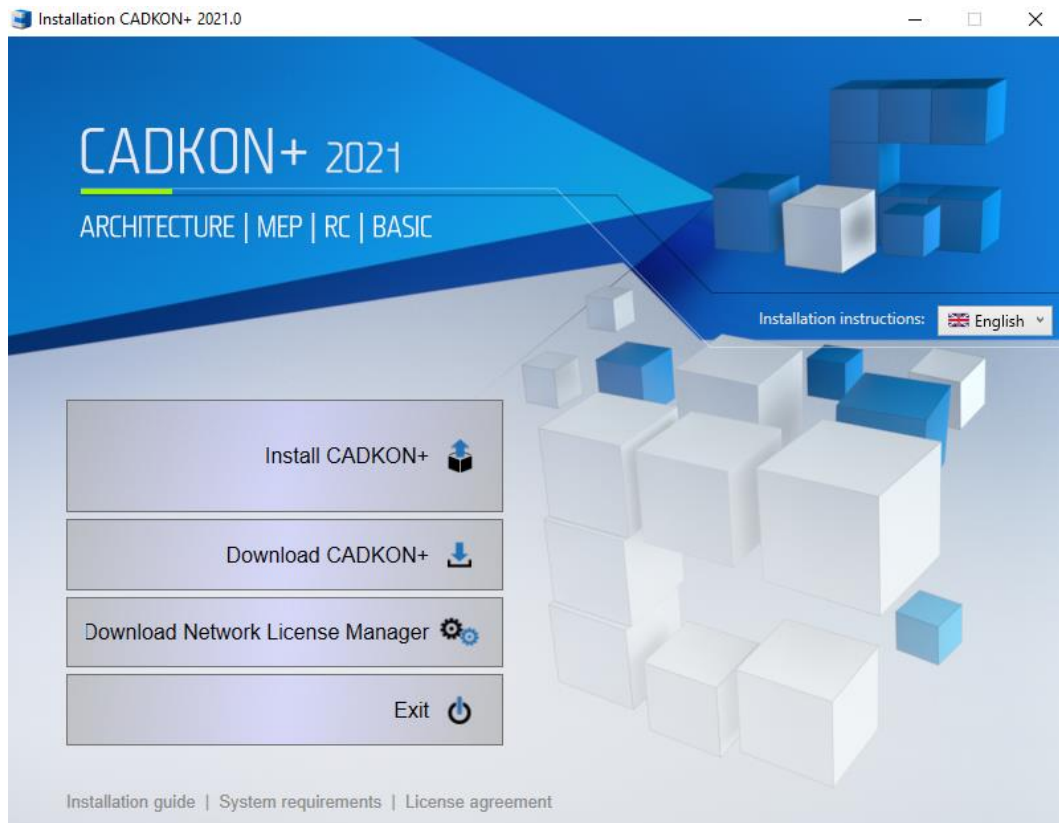 Installation CADKON+ 2021.0
CADKON+ 2021
ARCHITECTURE | MEP | RC | BASIC
Installation instructions: English
Install CADKON+
Download CADKON+
Download Network License Manager
Exit
Installation guide | System requirements | License agreement